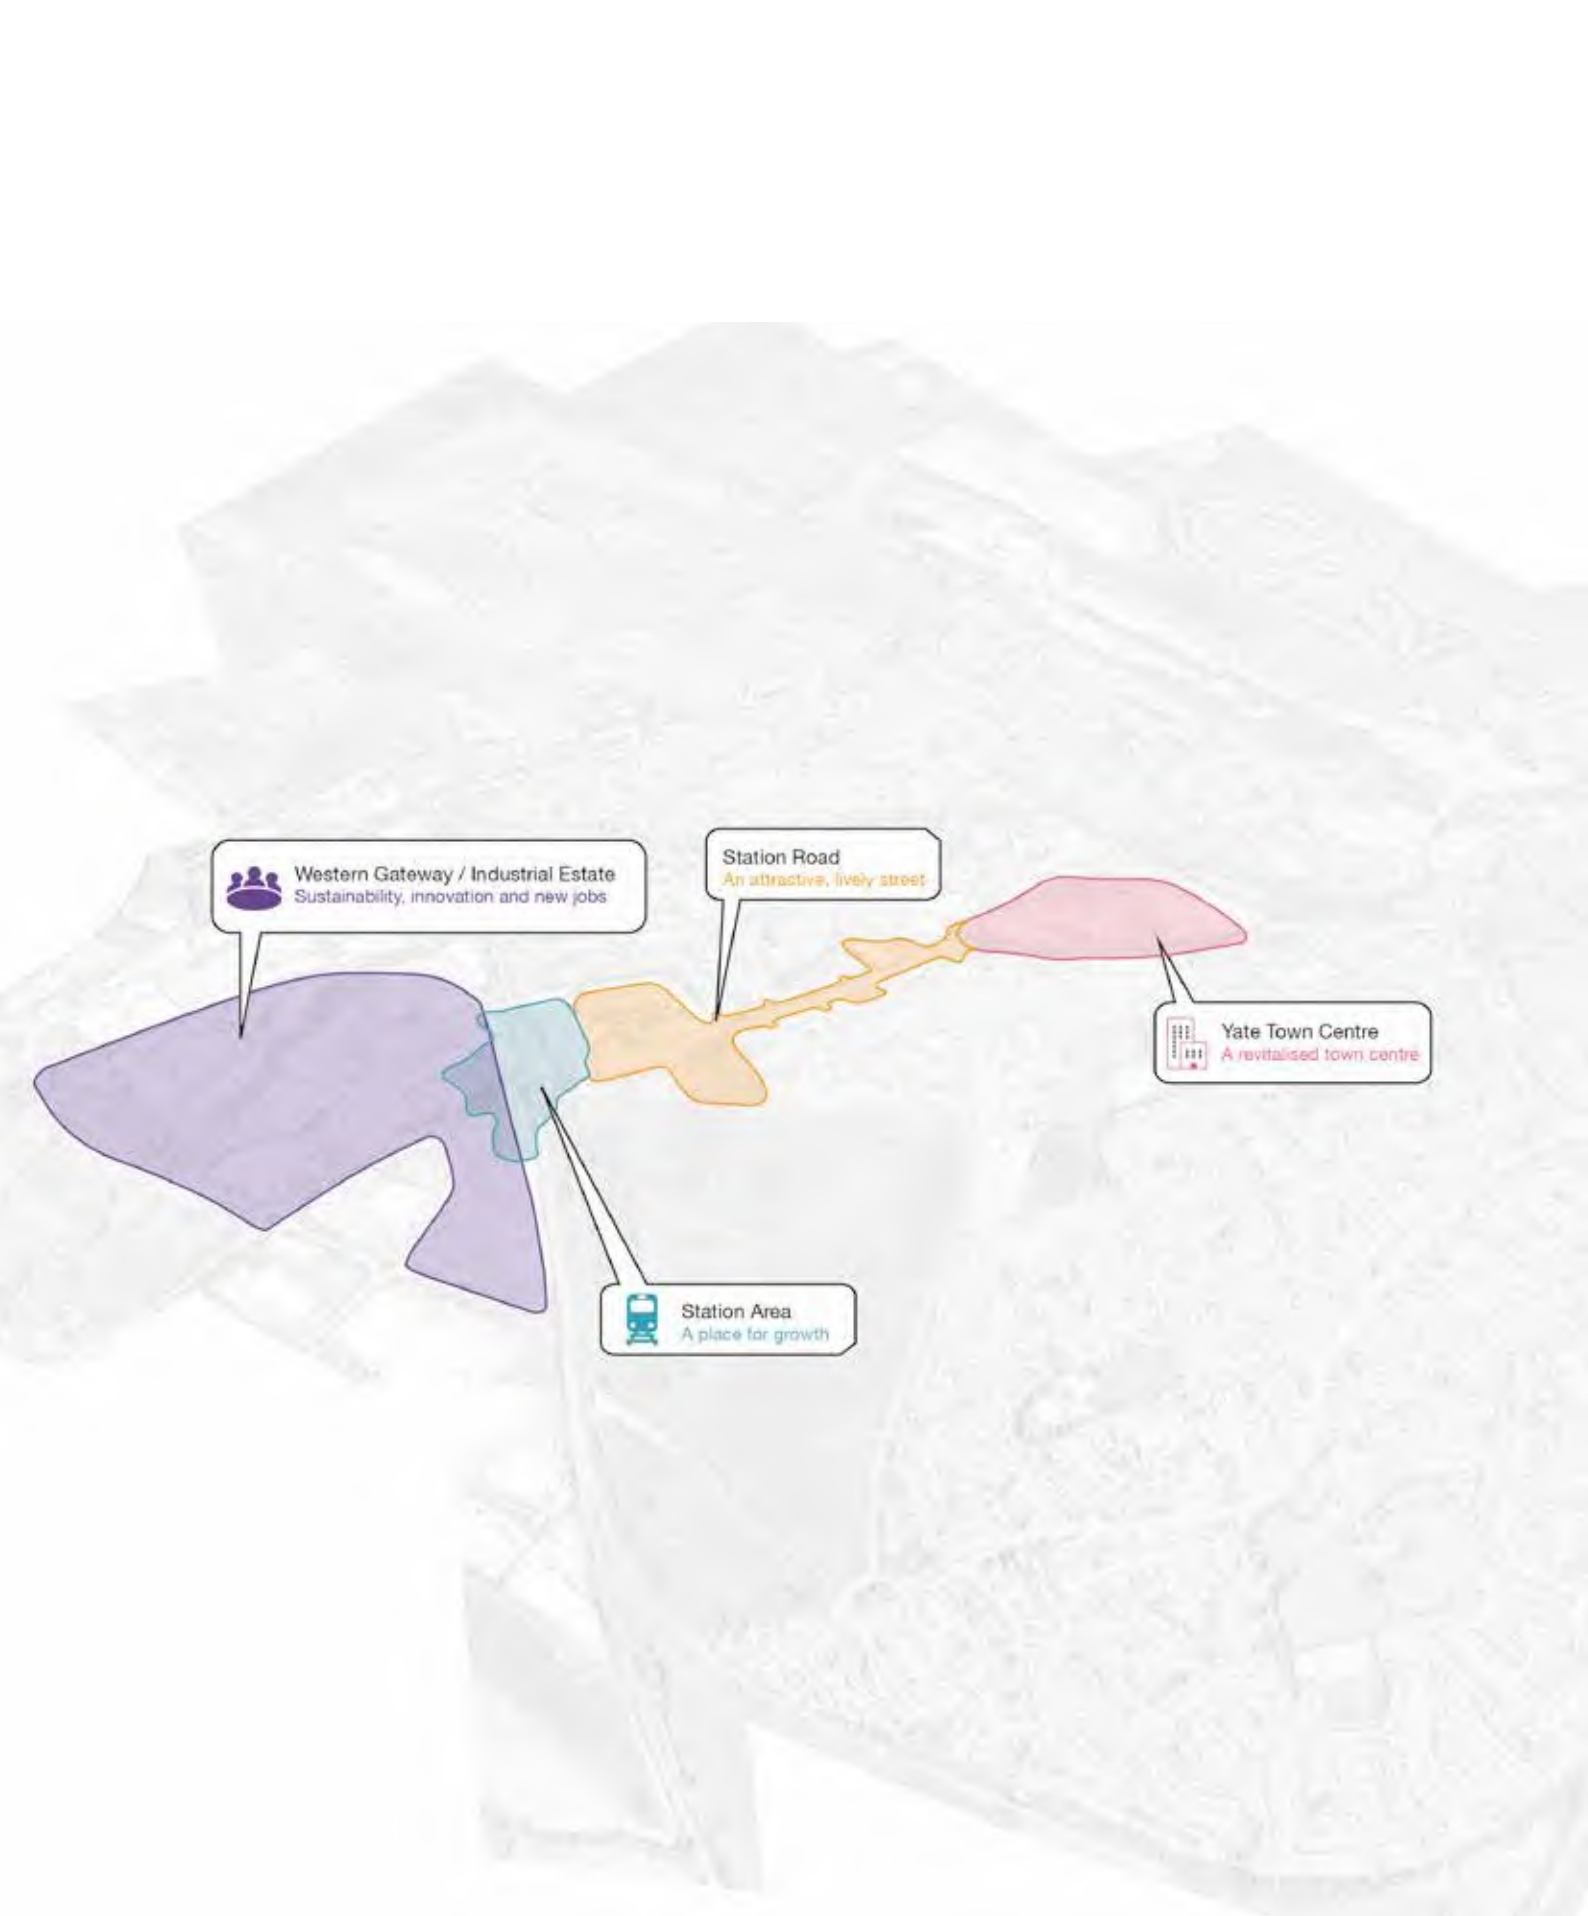 Western Gateway / Industrial Estate
Sustainability, innovation and new jobs
Station Road
An attractive, lively street
Yate Town Centre
A revitalised town centre
Station Area
A place for growth